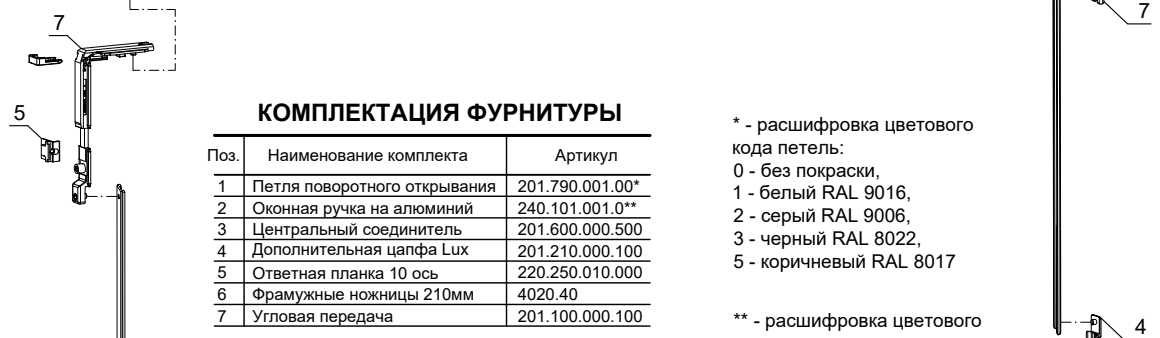 7
7
5
КОМПЛЕКТАЦИЯ ФУРНИТУРЫ
Поз. Наименование комплекта Артикул
1 Петля поворотного открывания 201.790.001.00*
2 Оконная ручка на алюминий 240.101.001.0**
3 Центральный соединитель 201.600.000.500
4 Дополнительная цапфа Lux 201.210.000.100
5 Ответная планка 10 ось 220.250.010.000
6 Фрамужные ножницы 210мм 4020.40
7 Угловая передача 201.100.000.100
* - расшифровка цветового
кода петель:
0 - без покраски,
1 - белый RAL 9016,
2 - серый RAL 9006,
3 - черный RAL 8022,
5 - коричневый RAL 8017
** - расшифровка цветового
4